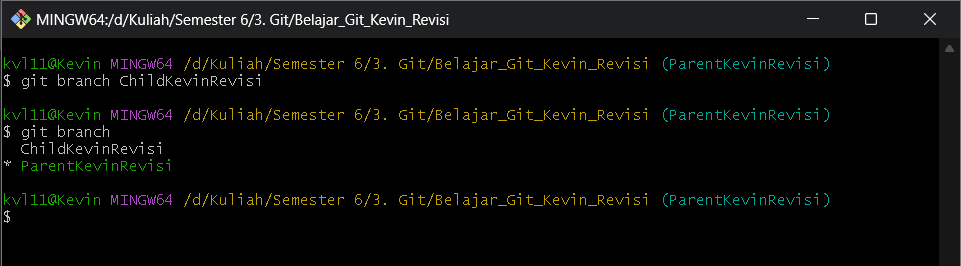 MINGW64:/d/Kuliah/Semester 6/3. Git/Belajar_Git_Kevin_Revisi
kvl11@Kevin MINGW64 /d/Kuliah/Semester 6/3. Git/Belajar_Git_Kevin_Revisi (ParentKevinRevisi)
$ git branch ChildKevinRevisi
kvl11@Kevin MINGW64 /d/Kuliah/Semester 6/3. Git/Belajar_Git_Kevin_Revisi (ParentKevinRevisi)
$ git branch
  ChildKevinRevisi
* ParentKevinRevisi
kvl11@Kevin MINGW64 /d/Kuliah/Semester 6/3. Git/Belajar_Git_Kevin_Revisi (ParentKevinRevisi)
$